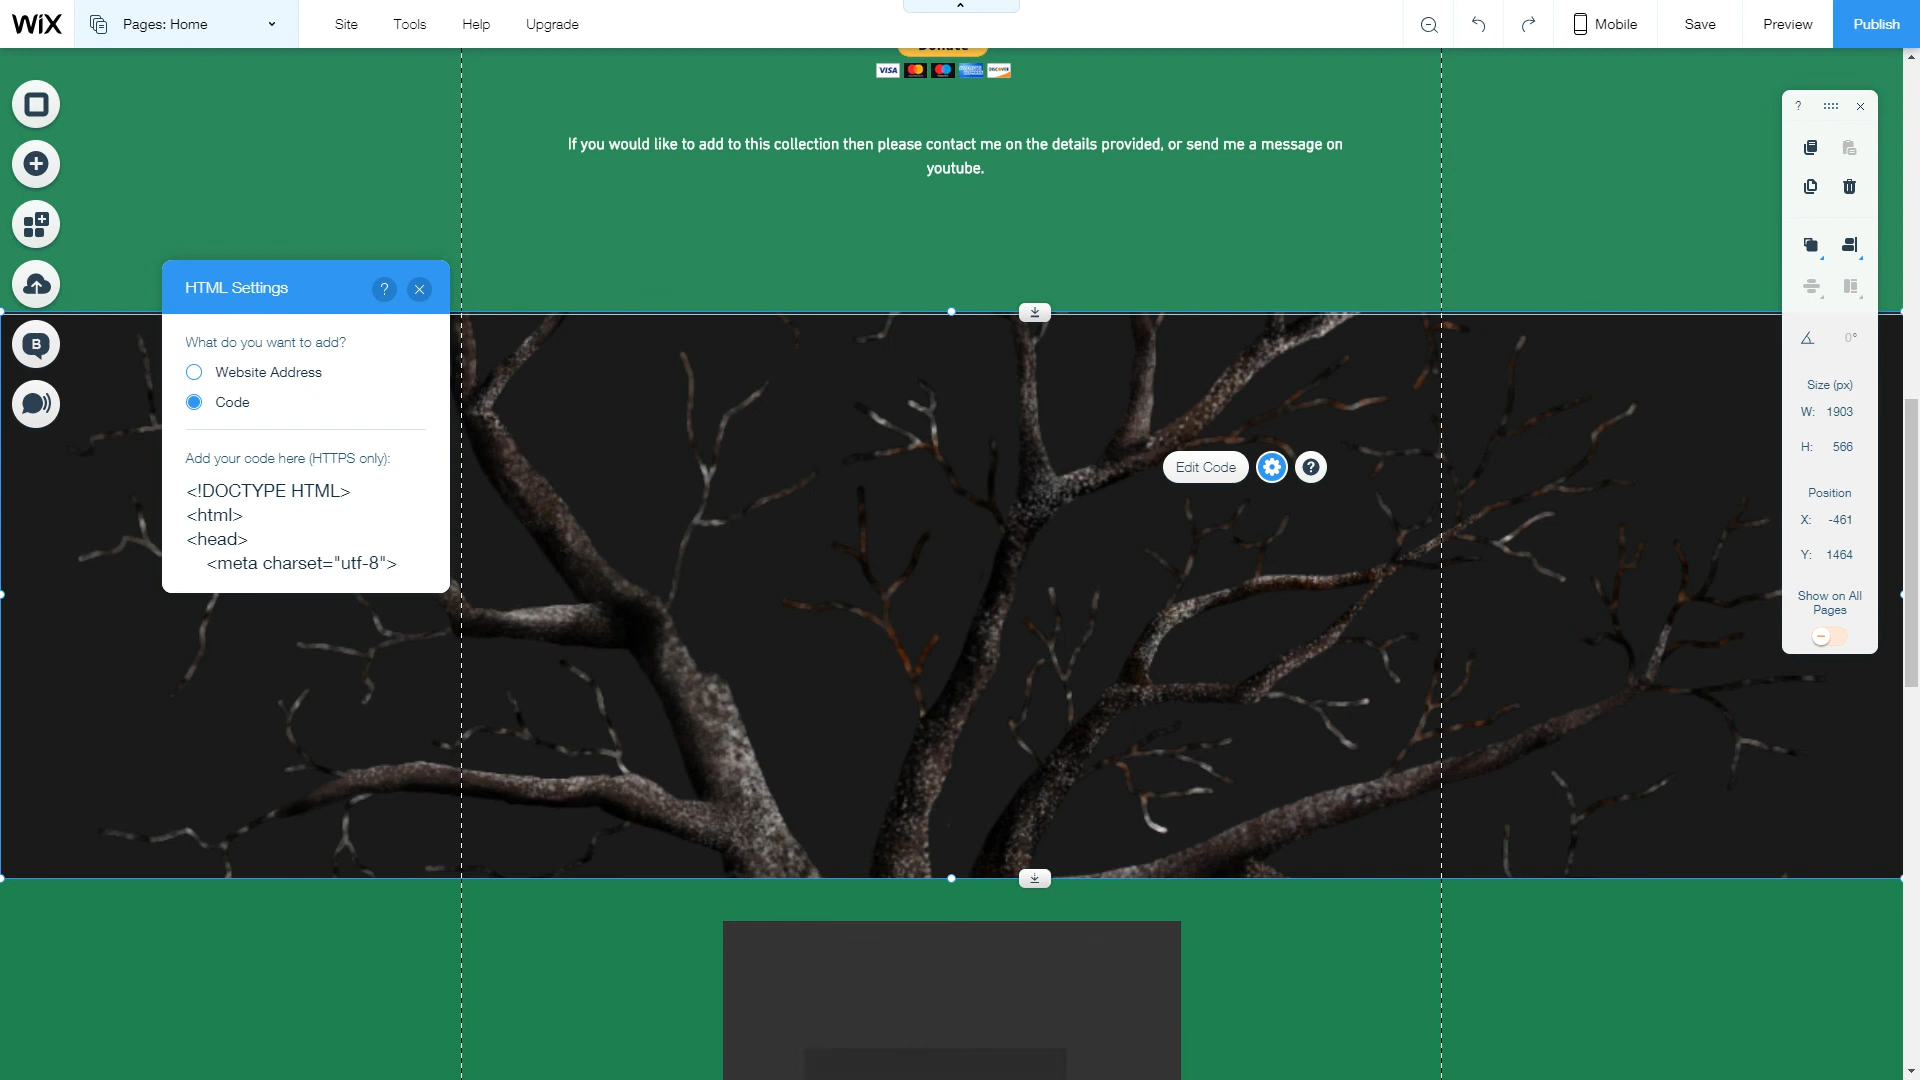 WiX
Pages: Home
Site
Tools
Help
Upgrade
Mobile
Save
Preview
Publish
Donate
VISA
DISCOVER
If you would like to add to this collection then please contact me on the details provided, or send me a message on
youtube.
HTML Settings
?
What do you want to add?
Website Address
Code
Add your code here (HTTPS only):
<!DOCTYPE HTML>
<html>
<head>
<meta charset="utf-8">
B
Edit Code
?
?
0°
Size (px)
W: 1903
H: 566
Position
X: -461
Y: 1464
Show on All
Pages